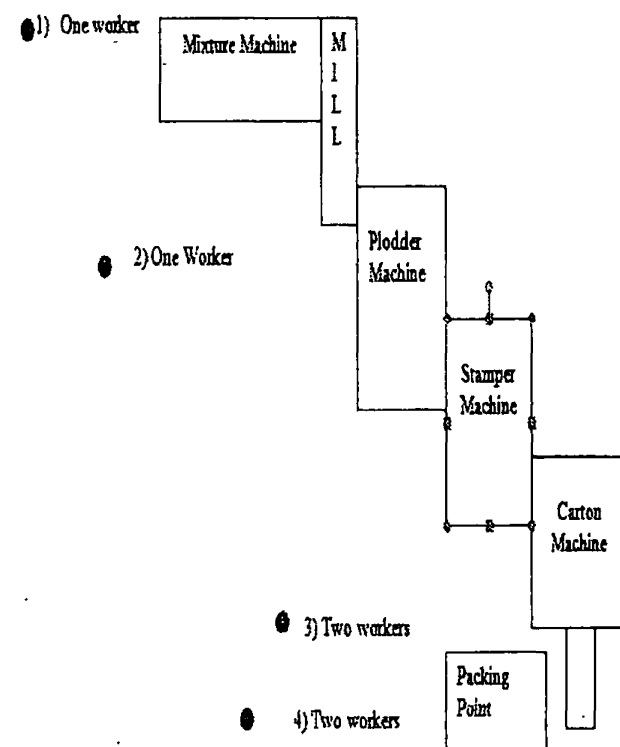 1) One worker
Mixture Machine
M
I
L
L
Plodder
Machine
2) One Worker
Stamper
Machine
Carton
Machine
3) Two workers
Packing
Point
4) Two workers